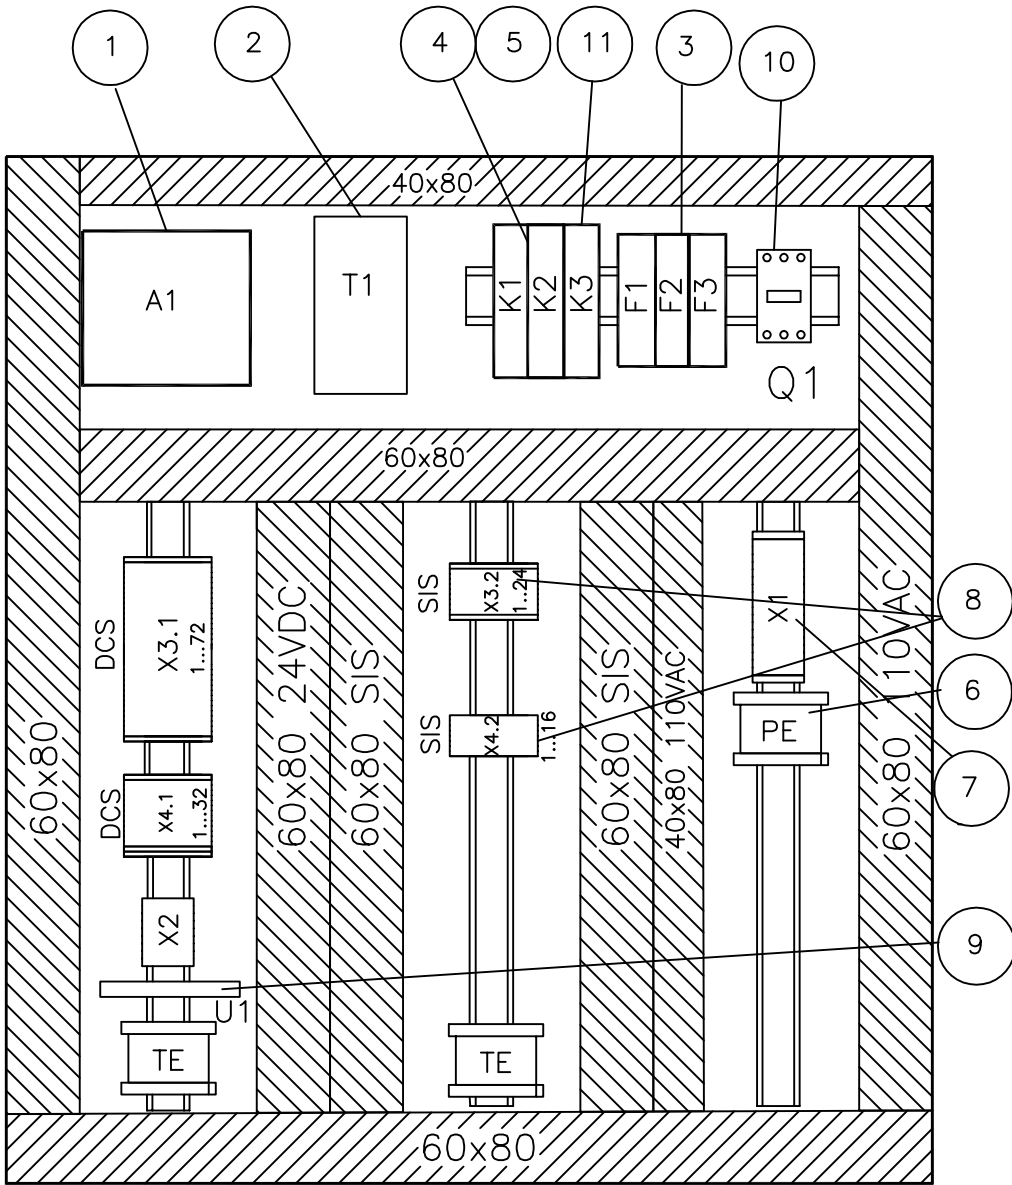 1
2
4
5
11
3
10
40x80
A1
T1
K1
K2
K3
F1
F2
F3
Q1
60x80
60x80
DCS
X3.1
1...72
DCS
X4.1
1...32
X2
U1
TE
60x80 24VDC
60x80 SIS
SIS
X3.2
1...24
SIS
X4.2
1...16
TE
60x80 SIS
40x80 110VAC
X1
PE
60x80 110VAC
8
6
7
9
60x80